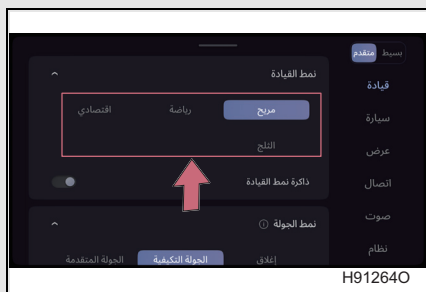 بسيط متقدم
نمط القيادة
قيادة
مريح رياضة اقتصادي
سيارة
الثلج
عرض
ذاكرة نمط القيادة
اتصال
نمط الجولة
صوت
إغلاق الجولة التكيفية الجولة المتقدمة
نظام
H91264O